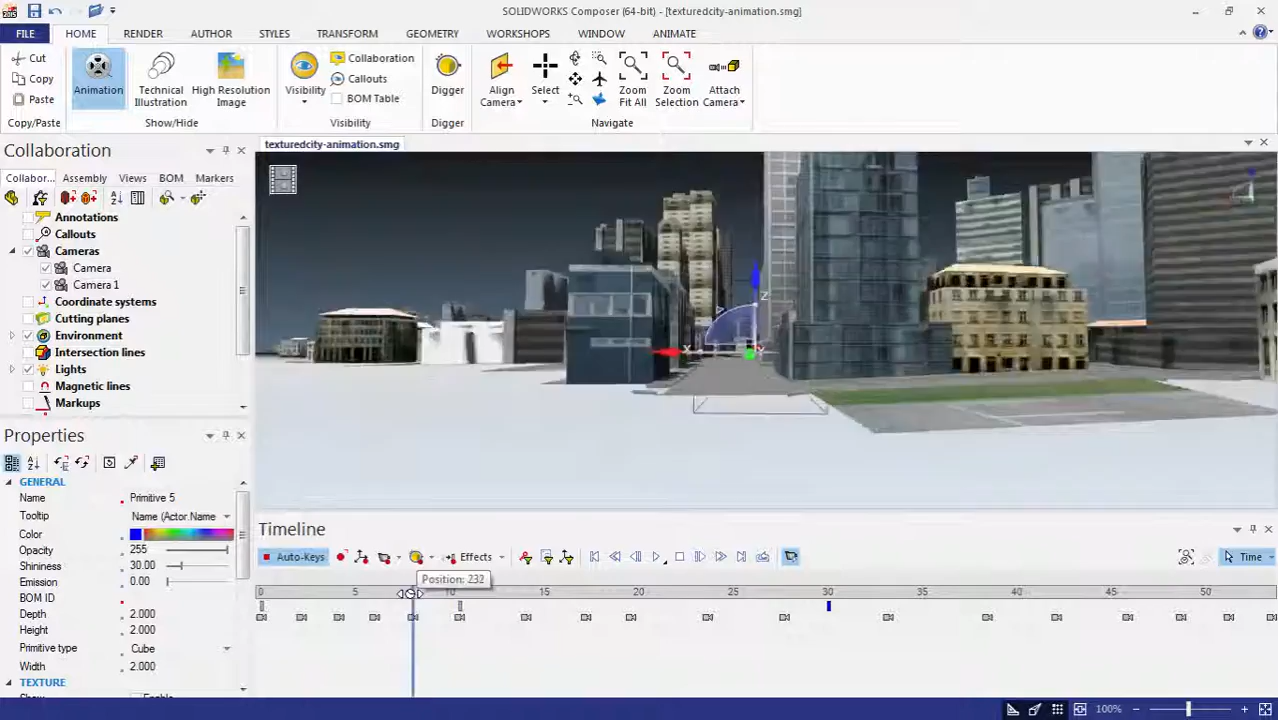 SOLIDWORKS Composer (64-bit) - [texturedcity-animation.smg]
FILE HOME RENDER AUTHOR STYLES TRANSFORM GEOMETRY WORKSHOPS WINDOW ANIMATE
Cut
Copy
Paste
Copy/Paste
Animation
Technical Illustration
High Resolution Image
Show/Hide
Visibility
Collaboration
Callouts
BOM Table
Visibility
Digger
Digger
Align Camera
Select
Zoom Fit All
Zoom Selection
Attach Camera
Navigate
Collaboration
texturedcity-animation.smg
Collabor... Assembly Views BOM Markers
Annotations
Callouts
Cameras
Camera
Camera 1
Coordinate systems
Cutting planes
Environment
Intersection lines
Lights
Magnetic lines
Markups
Z
X
Properties
GENERAL
Name Primitive 5
Tooltip Name (Actor.Name
Color
Opacity 255
Shininess 30.00
Emission 0.00
BOM ID
Depth 2.000
Height 2.000
Primitive type Cube
Width 2.000
TEXTURE
Show Enable
Timeline
Auto-Keys Effects Time
Position: 232
0 5 10 15 20 25 30 35 40 45 50
100%